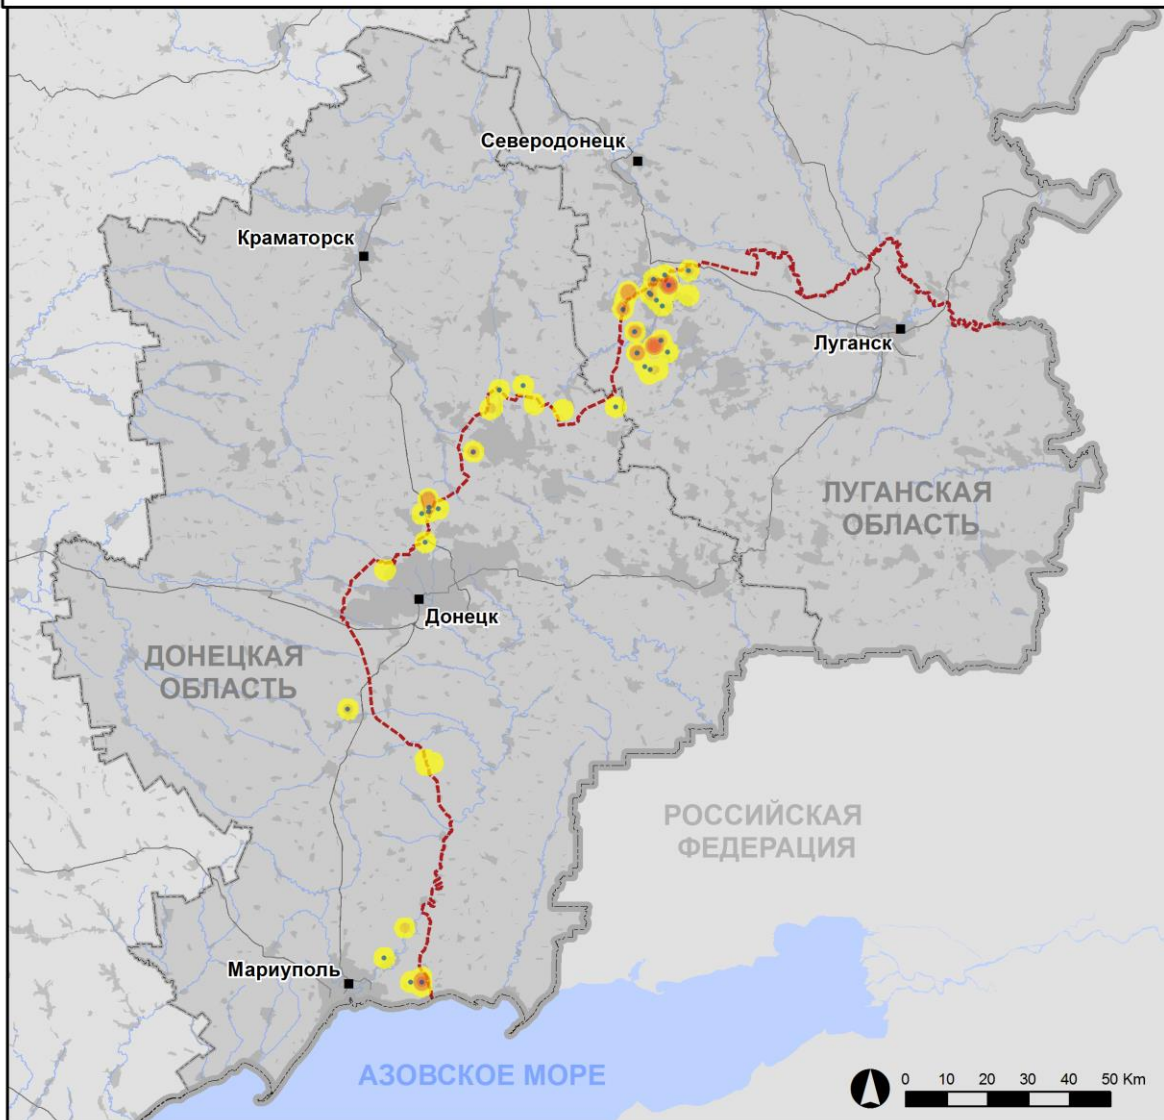 Северодонецк
Краматорск
Луганск
ЛУГАНСКАЯ
ОБЛАСТЬ
Донецк
ДОНЕЦКАЯ
ОБЛАСТЬ
РОССИЙСКАЯ
ФЕДЕРАЦИЯ
Мариуполь
АЗОВСКОЕ МОРЕ
0 10 20 30 40 50 Km